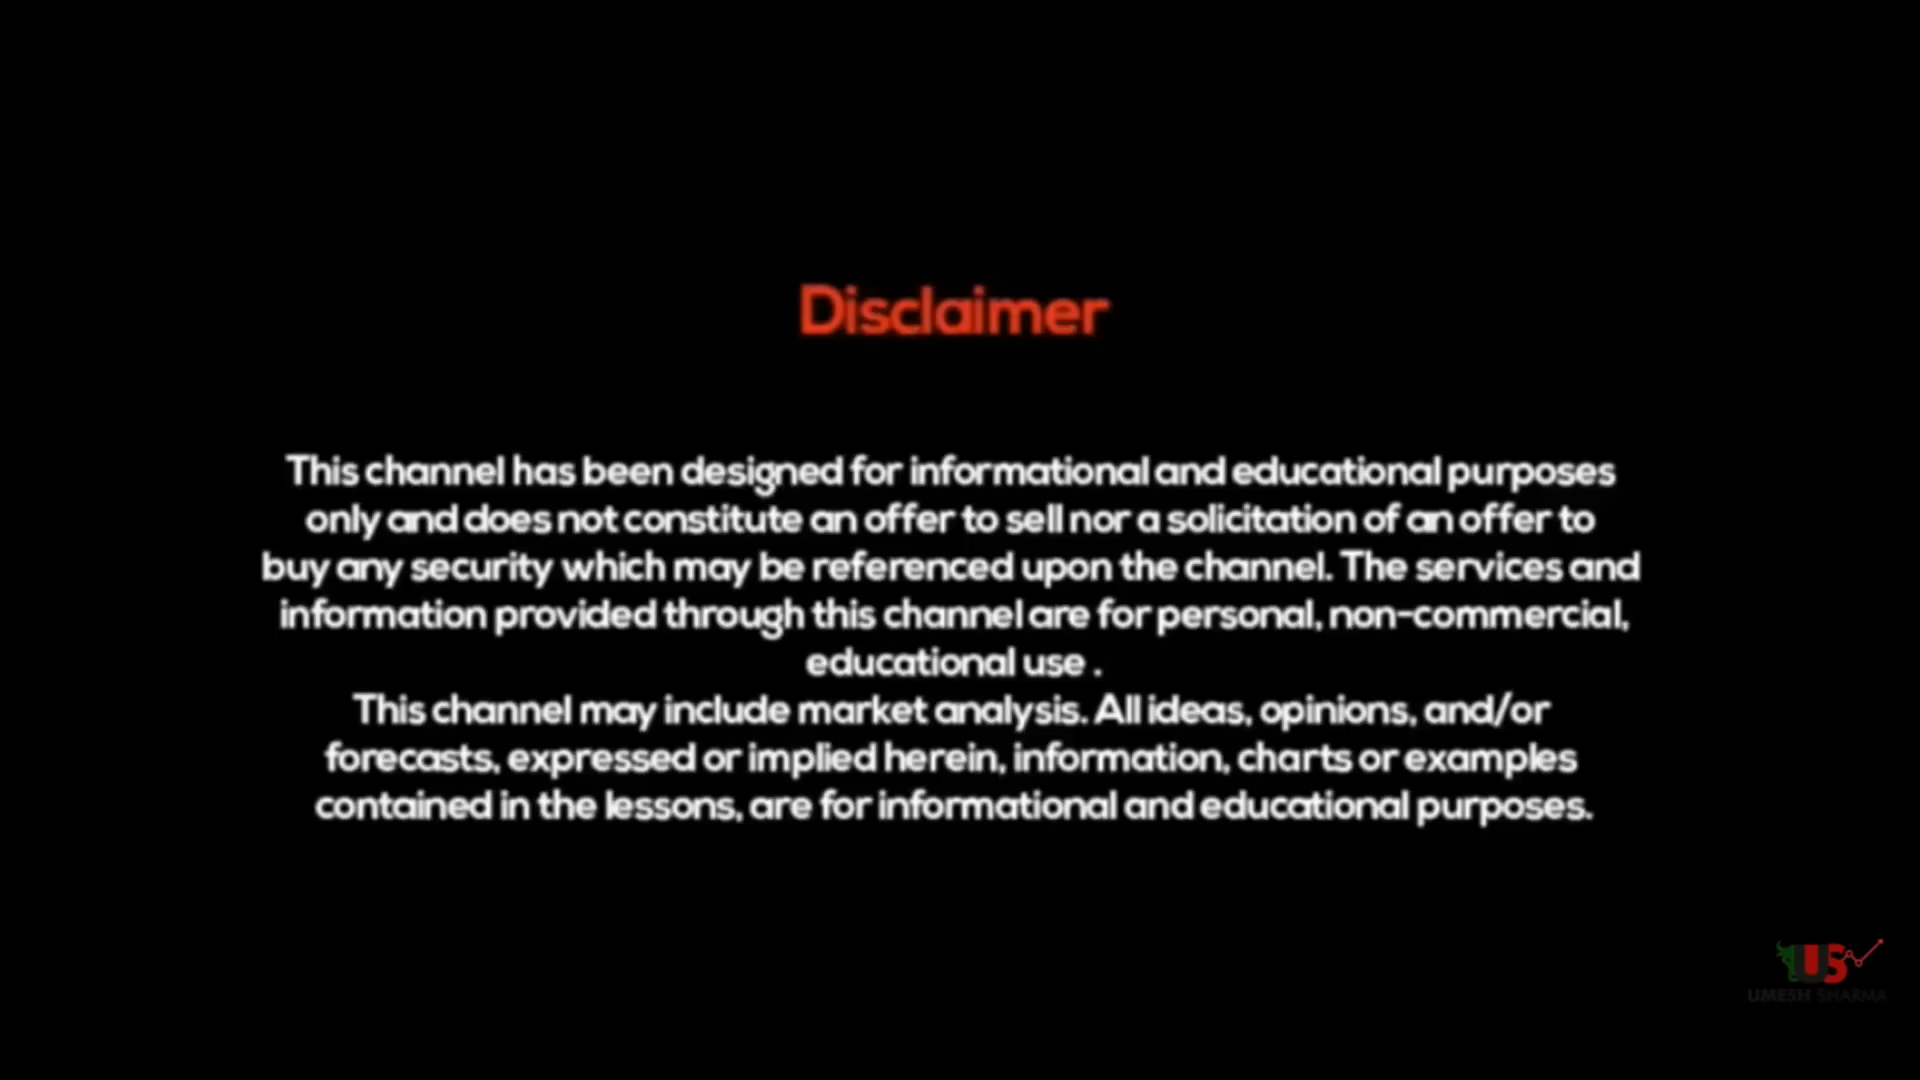 Disclaimer
This channel has been designed for informational and educational purposes
only and does not constitute an offer to sell nor a solicitation of an offer to
buy any security which may be referenced upon the channel. The services and
information provided through this channel are for personal, non-commercial,
educational use .
This channel may include market analysis. All ideas, opinions, and/or
forecasts, expressed or implied herein, information, charts or examples
contained in the lessons, are for informational and educational purposes.
US
UMESH SHARMA